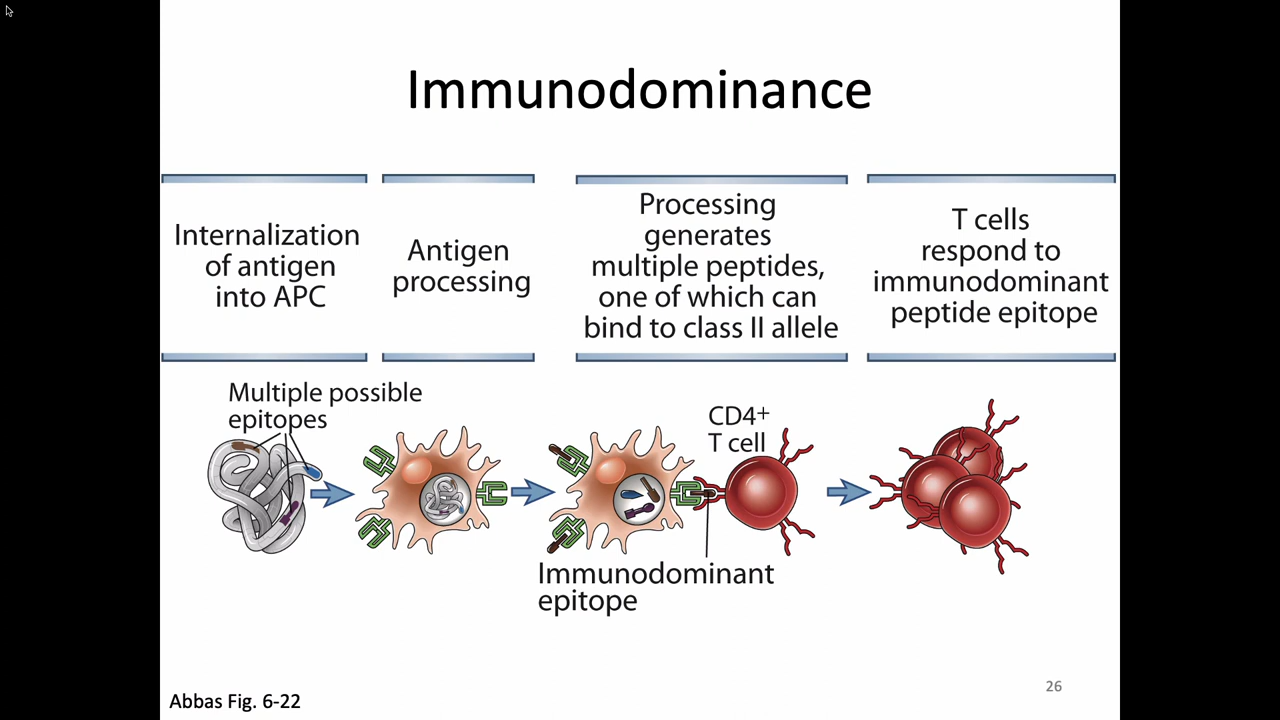 Immunodominance
Internalization
of antigen
into APC
Antigen
processing
Processing
generates
multiple peptides,
one of which can
bind to class II allele
T cells
respond to
immunodominant
peptide epitope
Multiple possible
epitopes
CD4+
T cell
Immunodominant
epitope
Abbas Fig. 6-22
26